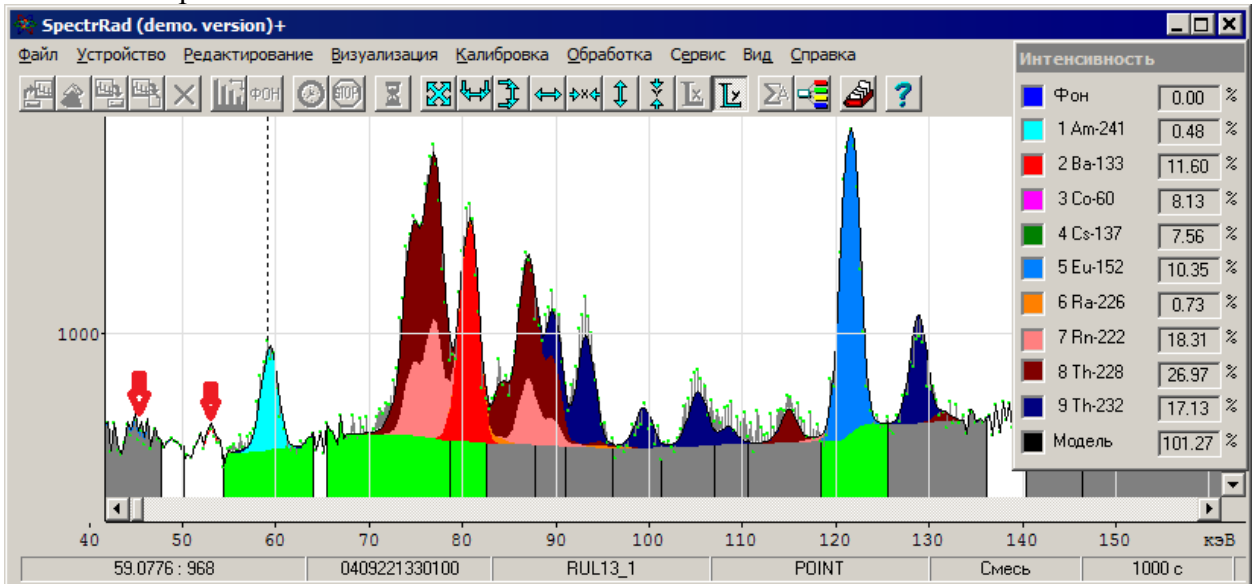 SpectrRad (demo. version)+
Файл Устройство Редактирование Визуализация Калибровка Обработка Сервис Вид Справка
ФОН STOP
Интенсивность
Фон 0.00 %
1 Am-241 0.48 %
2 Ba-133 11.60 %
3 Co-60 8.13 %
4 Cs-137 7.56 %
5 Eu-152 10.35 %
6 Ra-226 0.73 %
7 Rn-222 18.31 %
8 Th-228 26.97 %
9 Th-232 17.13 %
Модель 101.27 %
1000
40 50 60 70 80 90 100 110 120 130 140 150 кэВ
59.0776 : 968 0409221330100 RUL13_1 POINT Смесь 1000 с